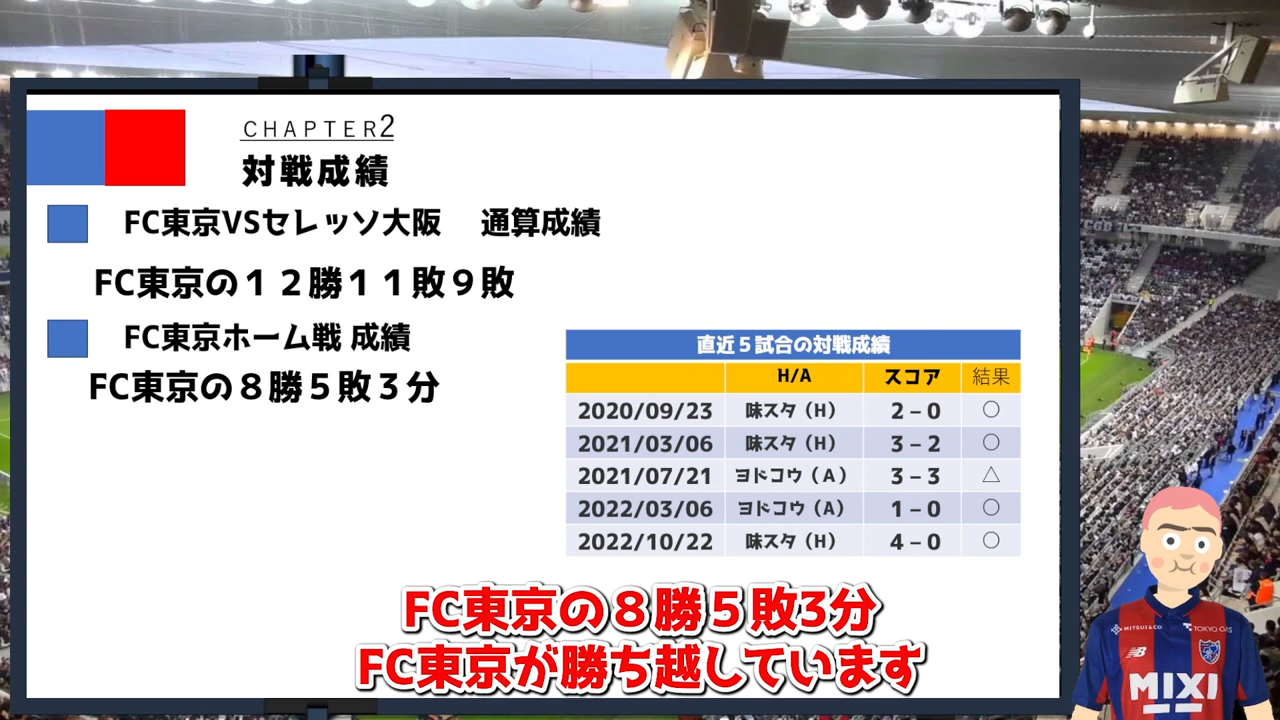 CHAPTER2
対戦成績
FC東京VSセレッソ大阪 通算成績
FC東京の１２勝１１敗９敗
FC東京ホーム戦 成績
FC東京の８勝５敗３分
直近５試合の対戦成績
H/A スコア 結果
2020/09/23 味スタ（H） 2－0 ○
2021/03/06 味スタ（H） 3－2 ○
2021/07/21 ヨドコウ（A） 3－3 △
2022/03/06 ヨドコウ（A） 1－0 ○
2022/10/22 味スタ（H） 4－0 ○
FC東京の８勝５敗3分
FC東京が勝ち越しています
MITSUI&CO. TOKYO GAS
NB
MIXI